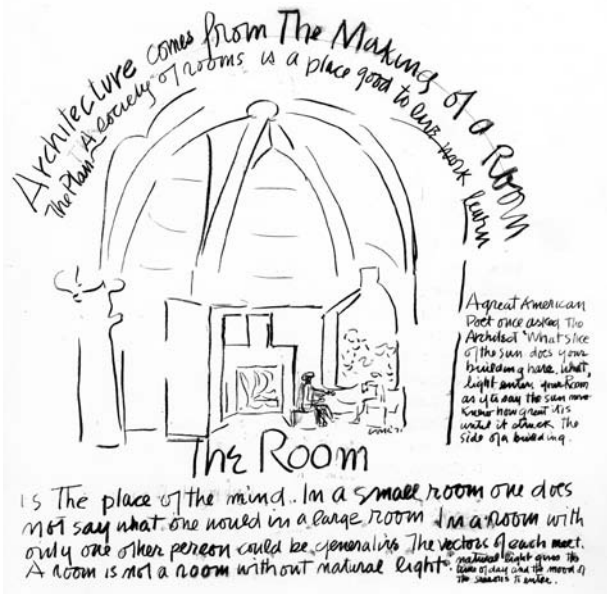 Architecture comes from The Making of a Room
The Plan A society of rooms is a place good to live work learn
A great American
Poet once asked The
Architect 'What slice
of the sun does your
building have. What
light enters your Room
as if to say the sun never
knew how great it is
until it struck the
side of a building.
The Room
is The place of the mind. In a small room one does
not say what one would in a large room In a room with
only one other person could be generative The vectors of each meet.
A room is not a room without natural light. natural light gives the
time of day and the mood of
The seasons to enter.